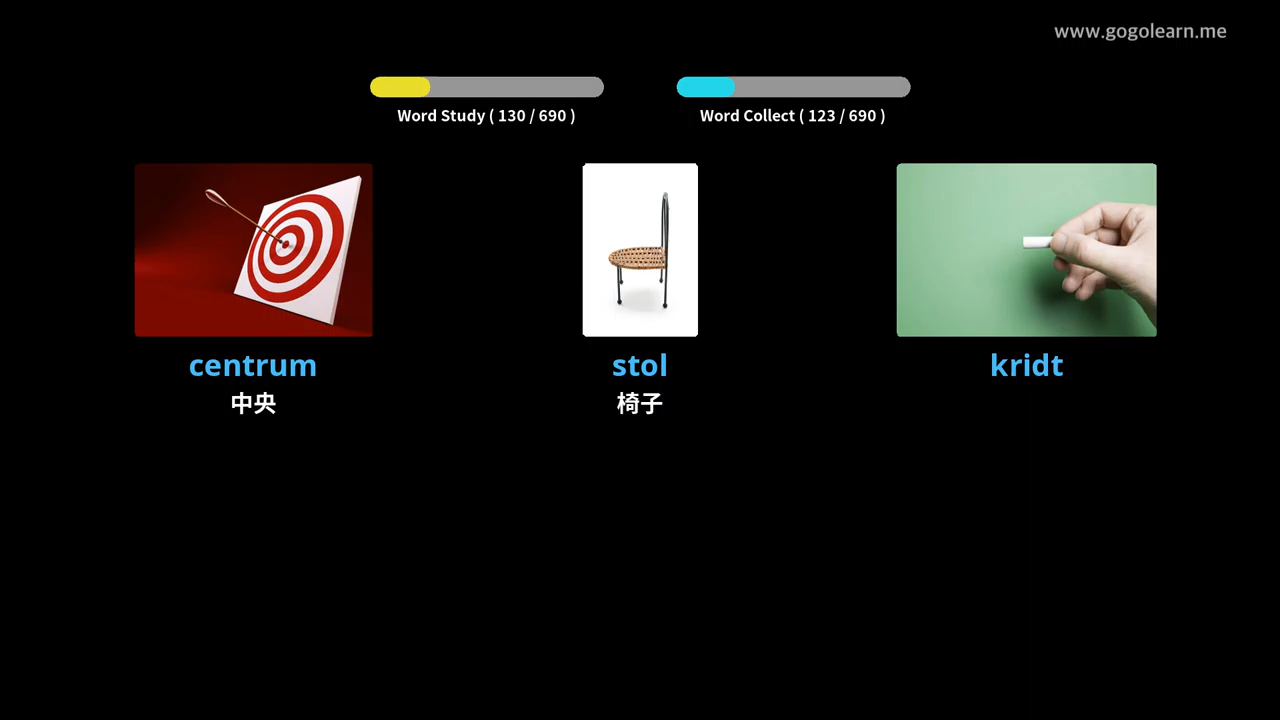 www.gogolearn.me
Word Study ( 130 / 690 )
Word Collect ( 123 / 690 )
centrum
stol
kridt
中央
椅子